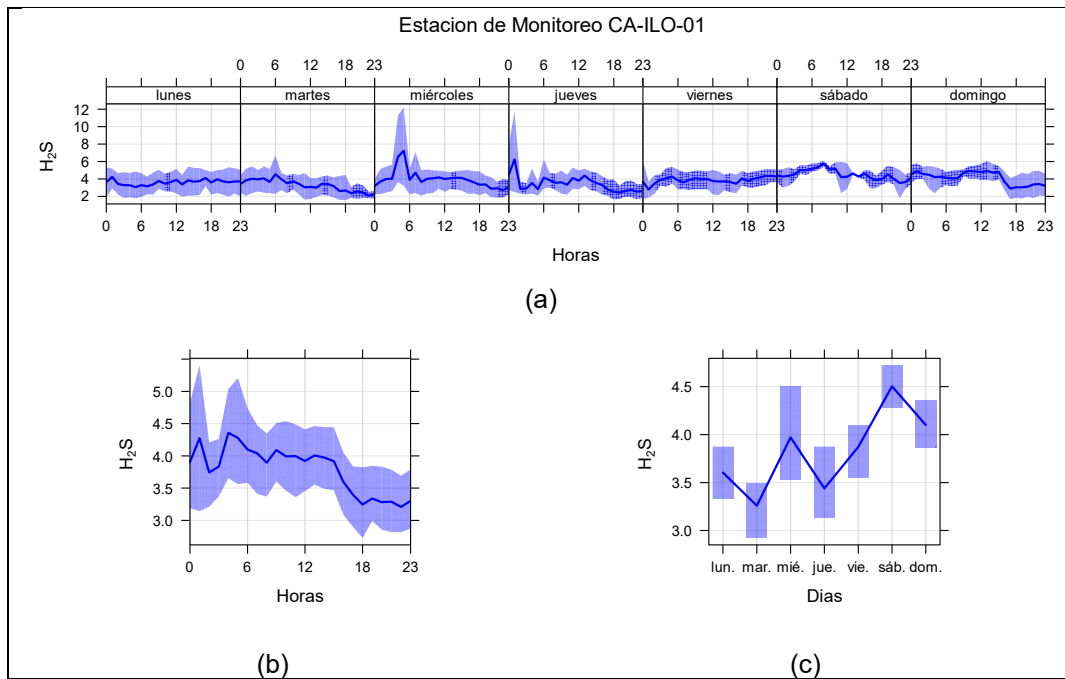 Estacion de Monitoreo CA-ILO-01
0 6 12 18 23 0 6 12 18 23 0 6 12 18 23
lunes martes miércoles jueves viernes sábado domingo
12
10
8
6
4
2
H₂S
0 6 12 18 23 0 6 12 18 23 0 6 12 18 23 0 6 12 18 23
Horas
(a)
5.0
4.5
4.0
3.5
3.0
H₂S
0 6 12 18 23
Horas
(b)
4.5
4.0
3.5
3.0
H₂S
lun. mar. mié. jue. vie. sáb. dom.
Dias
(c)